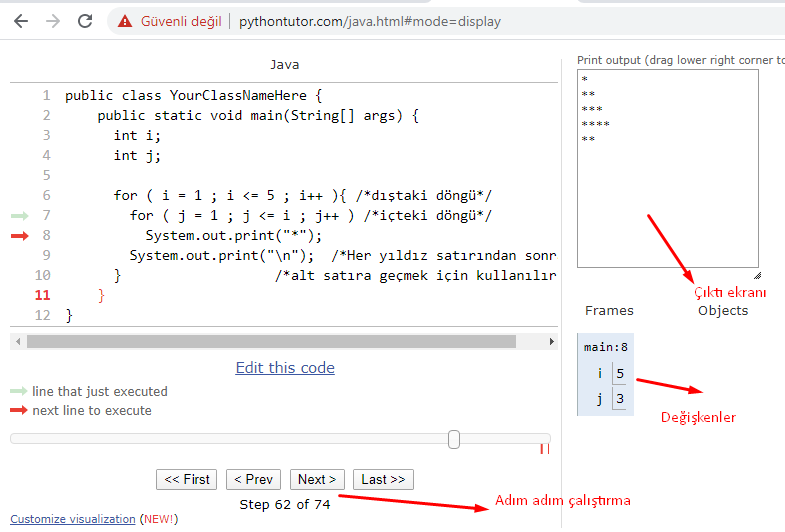 Güvenli değil | pythontutor.com/java.html#mode=display
Java
1 public class YourClassNameHere {
2 public static void main(String[] args) {
3 int i;
4 int j;
5
6 for ( i = 1 ; i <= 5 ; i++ ){ /*dıştaki döngü*/
7 for ( j = 1 ; j <= i ; j++ ) /*içteki döngü*/
8 System.out.print("*");
9 System.out.print("\n"); /*Her yıldız satırından sonr
10 } /*alt satıra geçmek için kullanılır
11 }
12 }
Edit this code
line that just executed
next line to execute
<< First < Prev Next > Last >>
Step 62 of 74
Adım adım çalıştırma
Customize visualization (NEW!)
Print output (drag lower right corner to
*
**
***
****
**
Çıktı ekranı
Frames Objects
main:8
i 5
j 3
Değişkenler